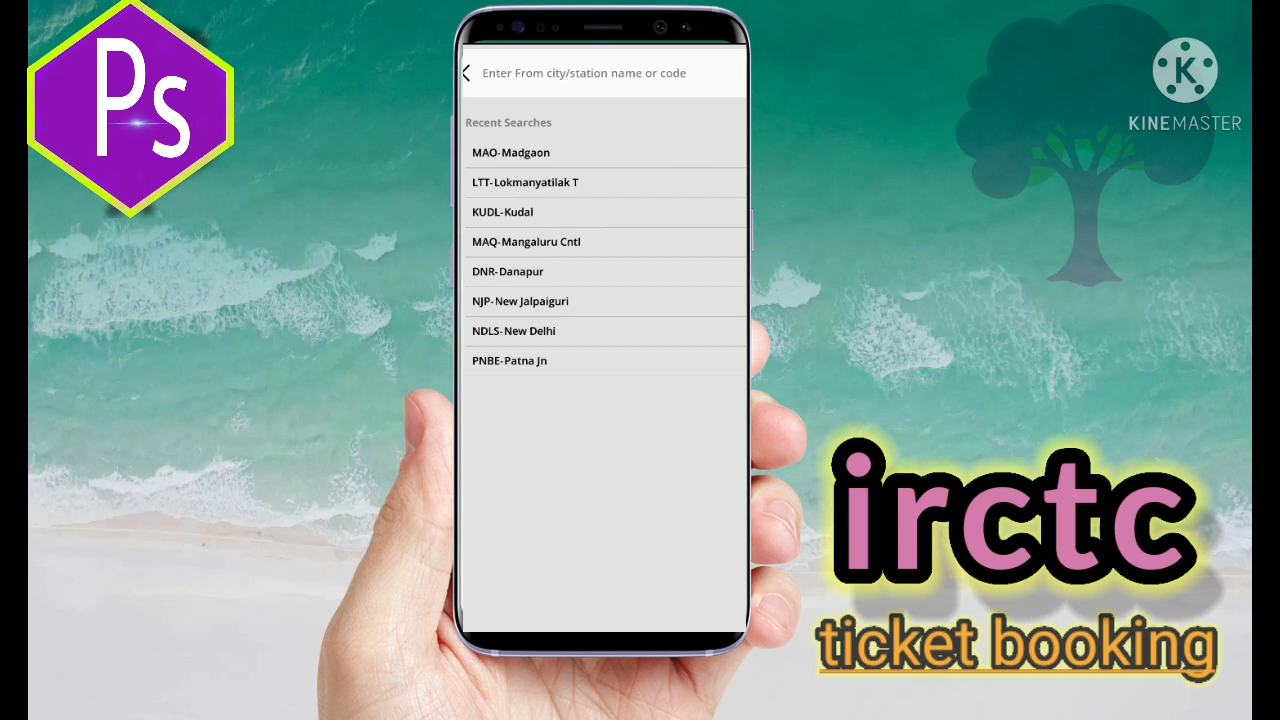 Ps
Enter From city/station name or code
Recent Searches
MAO-Madgaon
LTT-Lokmanyatilak T
KUDL-Kudal
MAQ-Mangaluru Cntl
DNR-Danapur
NJP-New Jalpaiguri
NDLS-New Delhi
PNBE-Patna Jn
K
KINEMASTER
irctc
ticket booking